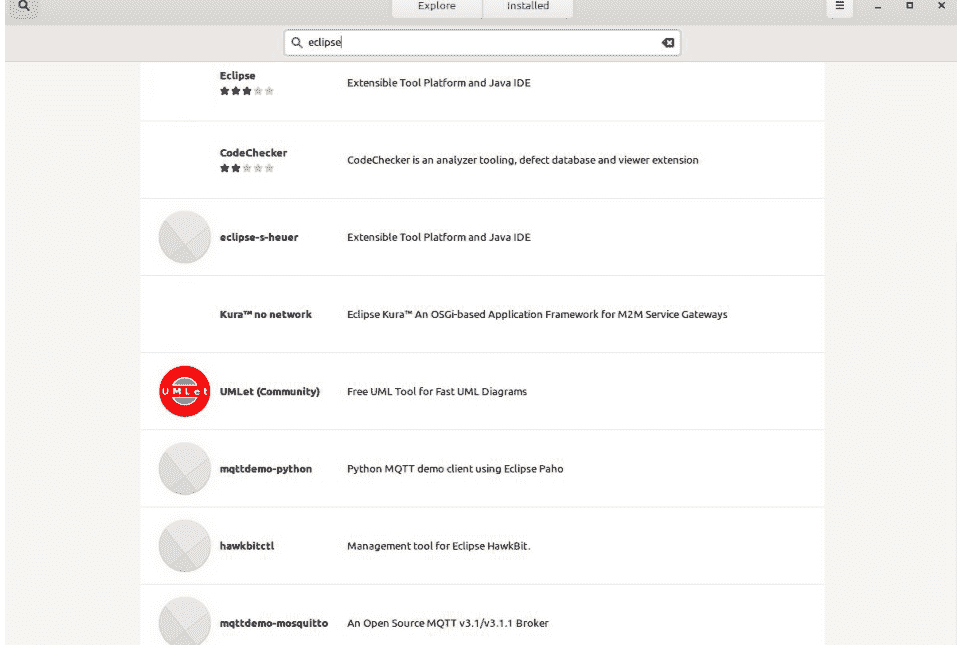 Explore
Installed
eclipse
Eclipse
Extensible Tool Platform and Java IDE
CodeChecker
CodeChecker is an analyzer tooling, defect database and viewer extension
eclipse-s-heuer
Extensible Tool Platform and Java IDE
Kura™ no network
Eclipse Kura™ An OSGi-based Application Framework for M2M Service Gateways
UMLet
UMLet (Community)
Free UML Tool for Fast UML Diagrams
mqttdemo-python
Python MQTT demo client using Eclipse Paho
hawkbitctl
Management tool for Eclipse HawkBit.
mqttdemo-mosquitto
An Open Source MQTT v3.1/v3.1.1 Broker